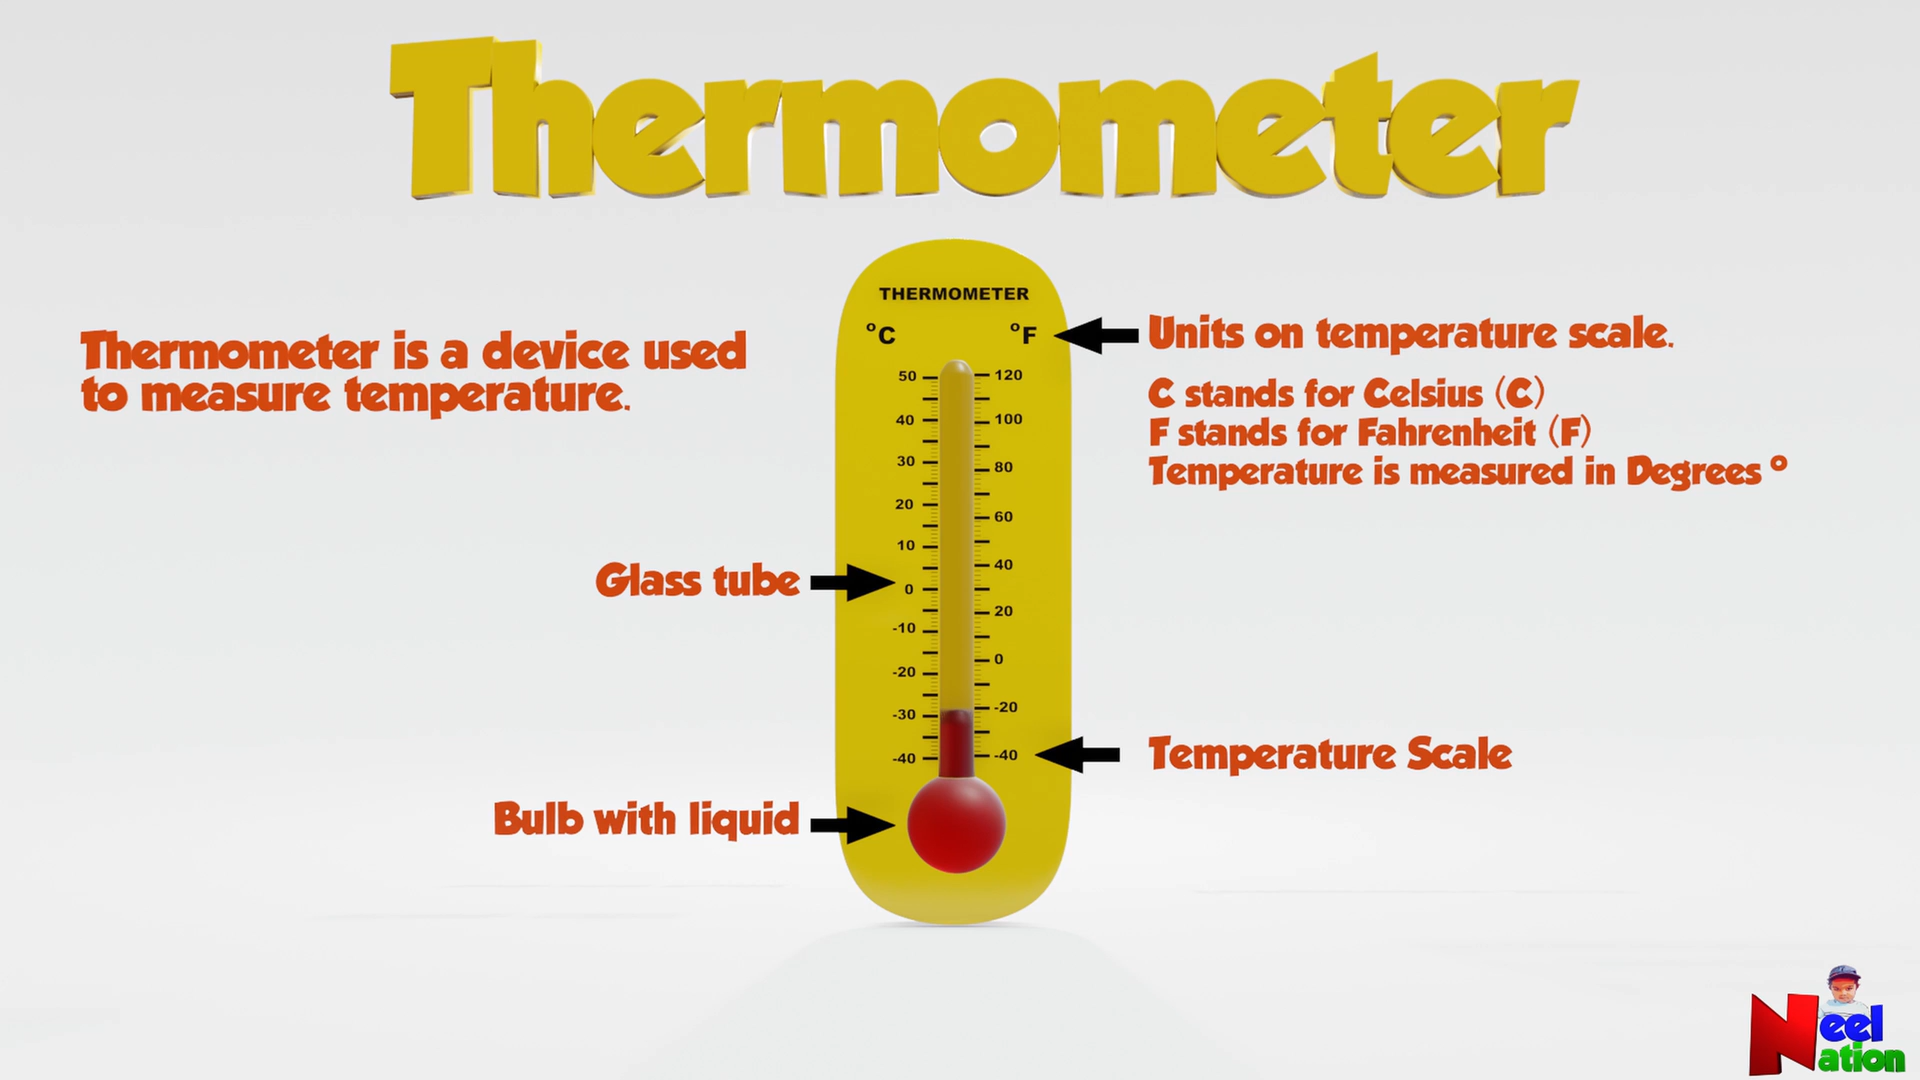 Thermometer
Thermometer is a device used
to measure temperature.
THERMOMETER
°C °F
Units on temperature scale.
C stands for Celsius (C)
F stands for Fahrenheit (F)
Temperature is measured in Degrees °
50 120
40 100
30 80
20 60
10 40
0 20
-10 0
-20 -20
-30 -40
-40
Glass tube
Temperature Scale
Bulb with liquid
Neel
Nation